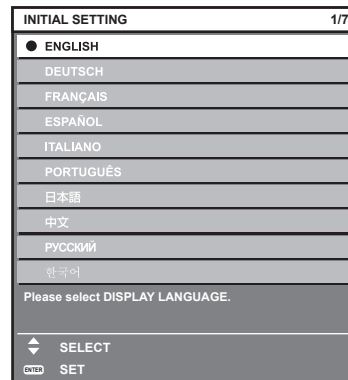 INITIAL SETTING 1/7
ENGLISH
DEUTSCH
FRANÇAIS
ESPAÑOL
ITALIANO
PORTUGUÊS
日本語
中文
РУССКИЙ
한국어
Please select DISPLAY LANGUAGE.
SELECT
ENTER SET